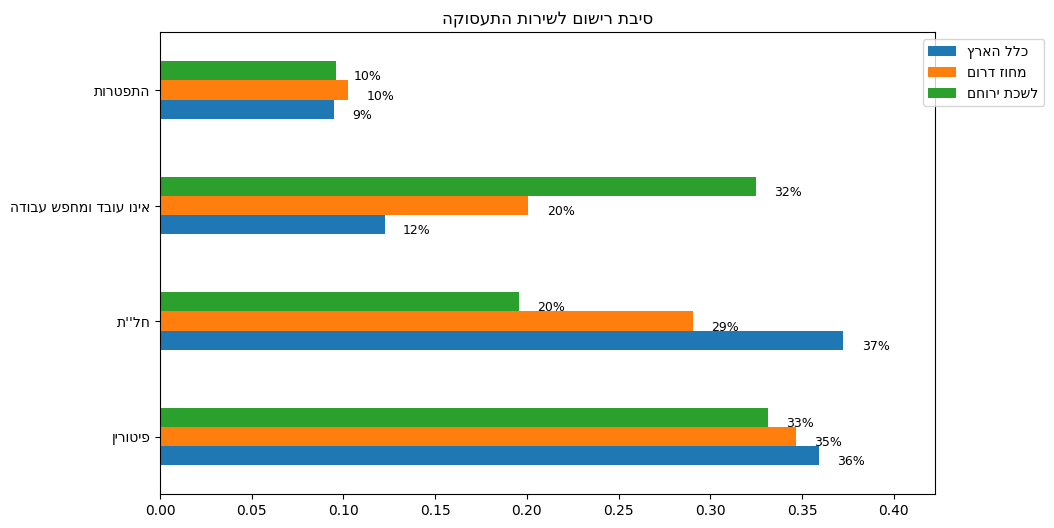 סיבת רישום לשירות התעסוקה
כלל הארץ
מחוז דרום
לשכת ירוחם
התפטרות
10%
10%
9%
אינו עובד ומחפש עבודה
32%
20%
12%
חל''ת
20%
29%
37%
פיטורין
33%
35%
36%
0.00 0.05 0.10 0.15 0.20 0.25 0.30 0.35 0.40